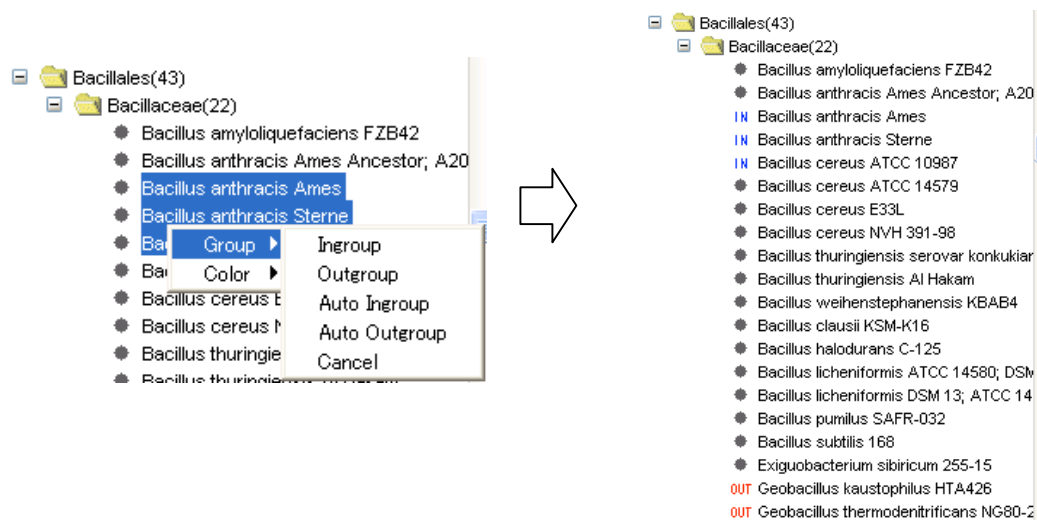 Bacillales(43)
Bacillaceae(22)
Bacillus amyloliquefaciens FZB42
Bacillus anthracis Ames Ancestor; A20
Bacillus anthracis Ames
Bacillus anthracis Sterne
Ba
Ba
Bacillus cereus E
Bacillus cereus N
Bacillus thuringie
Bacillus thuringie
Group
Color
Ingroup
Outgroup
Auto Ingroup
Auto Outgroup
Cancel
Bacillales(43)
Bacillaceae(22)
Bacillus amyloliquefaciens FZB42
Bacillus anthracis Ames Ancestor; A20
IN Bacillus anthracis Ames
IN Bacillus anthracis Sterne
IN Bacillus cereus ATCC 10987
Bacillus cereus ATCC 14579
Bacillus cereus E33L
Bacillus cereus NVH 391-98
Bacillus thuringiensis serovar konkukian
Bacillus thuringiensis Al Hakam
Bacillus weihenstephanensis KBAB4
Bacillus clausii KSM-K16
Bacillus halodurans C-125
Bacillus licheniformis ATCC 14580; DSM
Bacillus licheniformis DSM 13; ATCC 14
Bacillus pumilus SAFR-032
Bacillus subtilis 168
Exiguobacterium sibiricum 255-15
OUT Geobacillus kaustophilus HTA426
OUT Geobacillus thermodenitrificans NG80-2